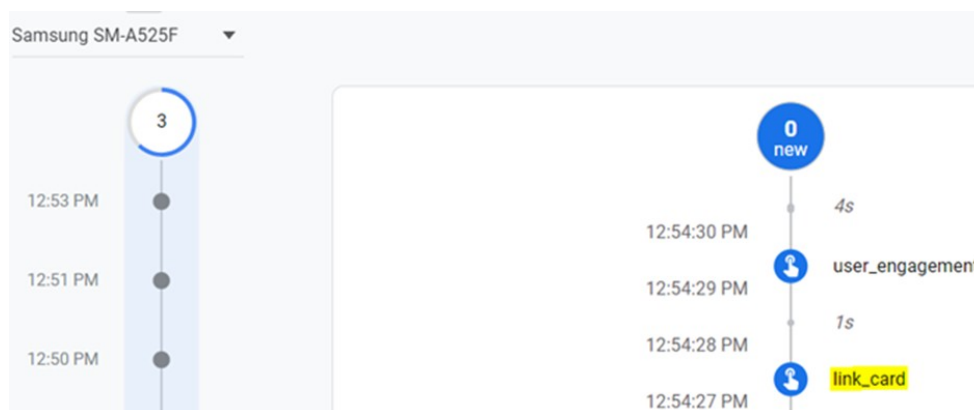 Samsung SM-A525F
3
12:53 PM
12:51 PM
12:50 PM
0
new
4s
12:54:30 PM
user_engagement
12:54:29 PM
1s
12:54:28 PM
link_card
12:54:27 PM